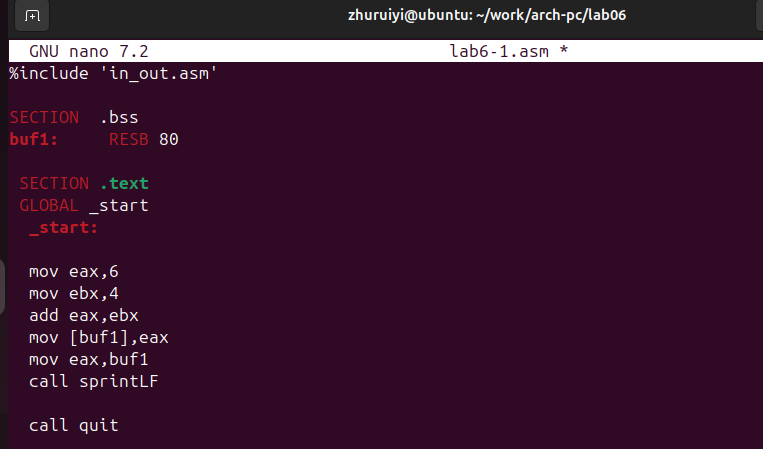 zhuruiyi@ubuntu: ~/work/arch-pc/lab06
GNU nano 7.2 lab6-1.asm *
%include 'in_out.asm'
SECTION .bss
buf1: RESB 80
SECTION .text
GLOBAL _start
_start:
mov eax,6
mov ebx,4
add eax,ebx
mov [buf1],eax
mov eax,buf1
call sprintLF
call quit